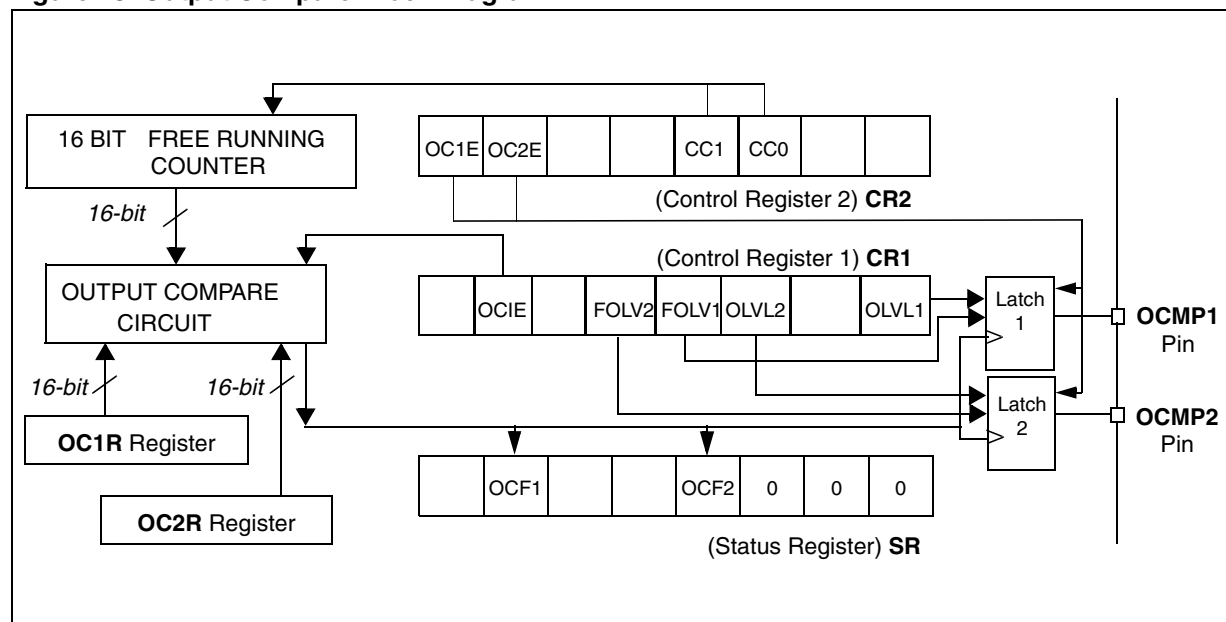 16 BIT FREE RUNNING
COUNTER
OC1E OC2E CC1 CC0
(Control Register 2) CR2
16-bit
(Control Register 1) CR1
OUTPUT COMPARE
CIRCUIT
OCIE FOLV2 FOLV1 OLVL2 OLVL1
Latch
1
OCMP1
Pin
16-bit 16-bit
Latch
2
OCMP2
Pin
OC1R Register
OCF1 OCF2 0 0 0
OC2R Register
(Status Register) SR